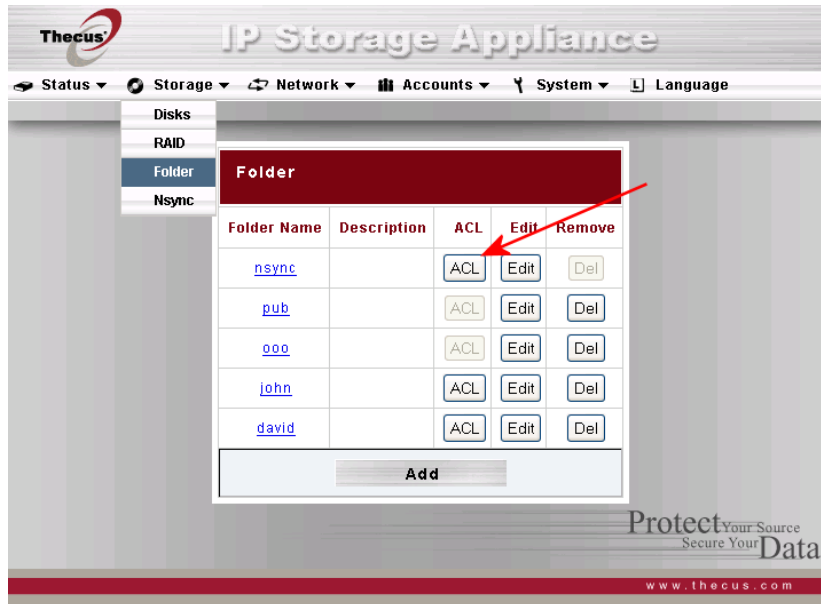 Thecus
IP Storage Appliance
Status Storage Network Accounts System Language
Disks
RAID
Folder
Nsync
Folder
Folder Name Description ACL Edit Remove
nsync ACL Edit Del
pub ACL Edit Del
ooo ACL Edit Del
john ACL Edit Del
david ACL Edit Del
Add
Protect Your Source
Secure Your Data
www.thecus.com